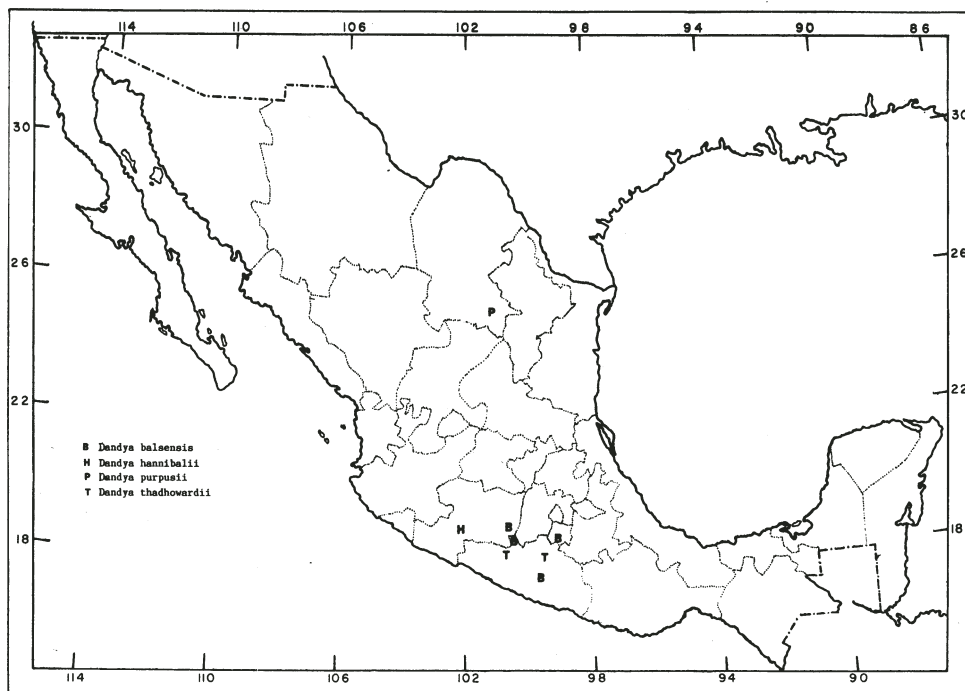 114 110 106 102 98 94 90 86
30 30
26 26
P
22 22
B Dandya balsensis
H Dandya hannibalii
P Dandya purpusii
T Dandya thadhowardii
H B B B
18 18
T T
B
114 110 106 102 98 94 90